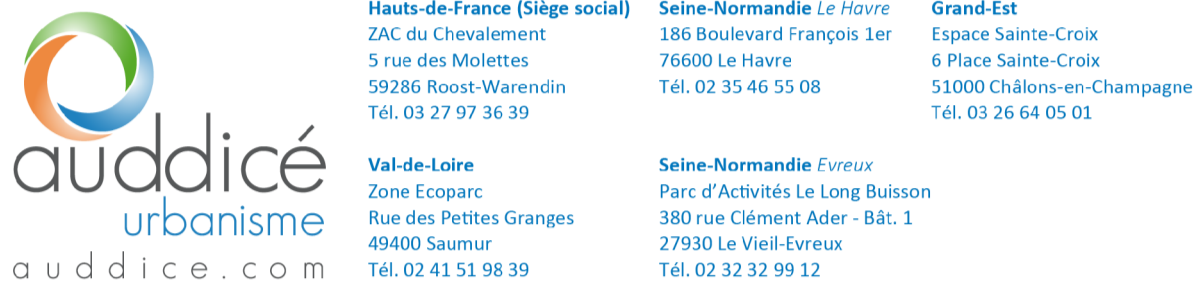 auddicé
urbanisme
auddice.com
Hauts-de-France (Siège social)
ZAC du Chevalement
5 rue des Molettes
59286 Roost-Warendin
Tél. 03 27 97 36 39
Seine-Normandie Le Havre
186 Boulevard François 1er
76600 Le Havre
Tél. 02 35 46 55 08
Grand-Est
Espace Sainte-Croix
6 Place Sainte-Croix
51000 Châlons-en-Champagne
Tél. 03 26 64 05 01
Val-de-Loire
Zone Ecoparc
Rue des Petites Granges
49400 Saumur
Tél. 02 41 51 98 39
Seine-Normandie Evreux
Parc d’Activités Le Long Buisson
380 rue Clément Ader - Bât. 1
27930 Le Vieil-Evreux
Tél. 02 32 32 99 12